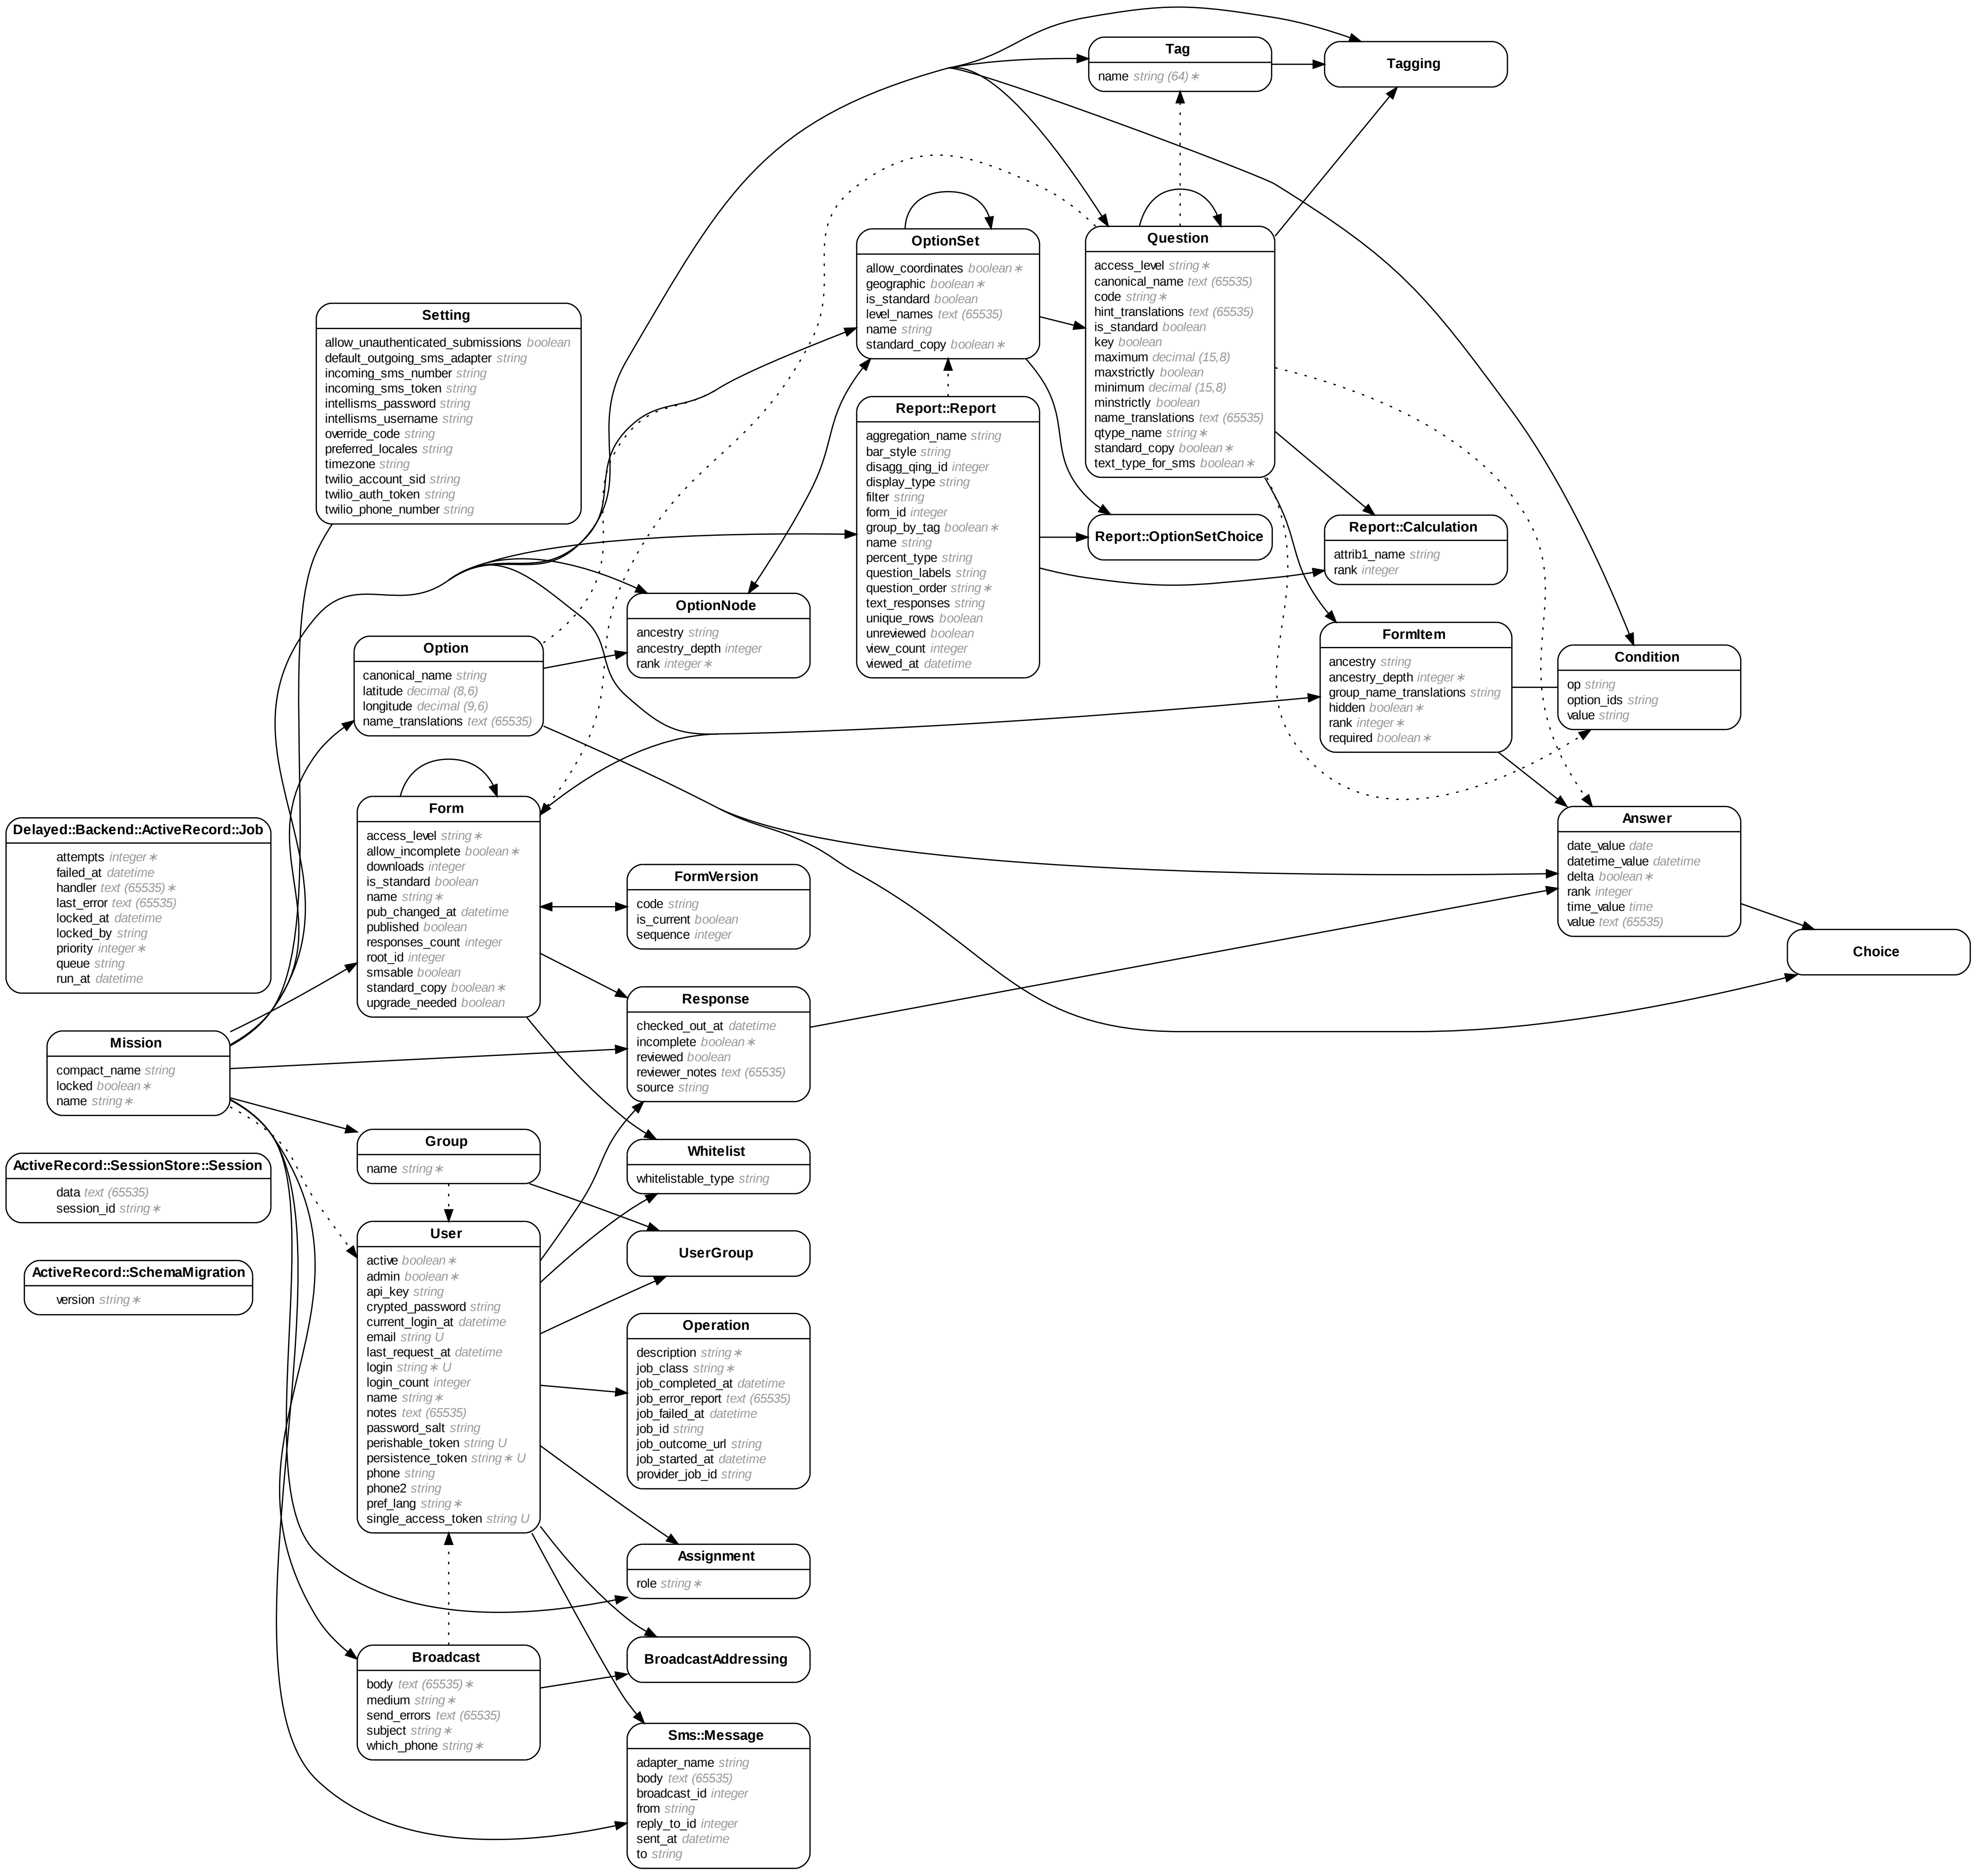 Tag
name string (64)∗
Tagging
OptionSet
allow_coordinates boolean∗
geographic boolean∗
is_standard boolean
level_names text (65535)
name string
standard_copy boolean∗
Question
access_level string∗
canonical_name text (65535)
code string∗
hint_translations text (65535)
is_standard boolean
key boolean
maximum decimal (15,8)
maxstrictly boolean
minimum decimal (15,8)
minstrictly boolean
name_translations text (65535)
qtype_name string∗
standard_copy boolean∗
text_type_for_sms boolean∗
Setting
allow_unauthenticated_submissions boolean
default_outgoing_sms_adapter string
incoming_sms_number string
incoming_sms_token string
intellisms_password string
intellisms_username string
override_code string
preferred_locales string
timezone string
twilio_account_sid string
twilio_auth_token string
twilio_phone_number string
Report::Report
aggregation_name string
bar_style string
disagg_qing_id integer
display_type string
filter string
form_id integer
group_by_tag boolean∗
name string
percent_type string
question_labels string
question_order string∗
text_responses string
unique_rows boolean
unreviewed boolean
view_count integer
viewed_at datetime
Report::OptionSetChoice
Report::Calculation
attrib1_name string
rank integer
OptionNode
ancestry string
ancestry_depth integer
rank integer∗
Option
canonical_name string
latitude decimal (8,6)
longitude decimal (9,6)
name_translations text (65535)
FormItem
ancestry string
ancestry_depth integer∗
group_name_translations string
hidden boolean∗
rank integer∗
required boolean∗
Condition
op string
option_ids string
value string
Form
access_level string∗
allow_incomplete boolean∗
downloads integer
is_standard boolean
name string∗
pub_changed_at datetime
published boolean
responses_count integer
root_id integer
smsable boolean
standard_copy boolean∗
upgrade_needed boolean
Delayed::Backend::ActiveRecord::Job
attempts integer∗
failed_at datetime
handler text (65535)∗
last_error text (65535)
locked_at datetime
locked_by string
priority integer∗
queue string
run_at datetime
FormVersion
code string
is_current boolean
sequence integer
Answer
date_value date
datetime_value datetime
delta boolean∗
rank integer
time_value time
value text (65535)
Choice
Response
checked_out_at datetime
incomplete boolean∗
reviewed boolean
reviewer_notes text (65535)
source string
Mission
compact_name string
locked boolean∗
name string∗
Group
name string∗
Whitelist
whitelistable_type string
ActiveRecord::SessionStore::Session
data text (65535)
session_id string∗
UserGroup
ActiveRecord::SchemaMigration
version string∗
User
active boolean∗
admin boolean∗
api_key string
crypted_password string
current_login_at datetime
email string U
last_request_at datetime
login string∗ U
login_count integer
name string∗
notes text (65535)
password_salt string
perishable_token string U
persistence_token string∗ U
phone string
phone2 string
pref_lang string∗
single_access_token string U
Operation
description string∗
job_class string∗
job_completed_at datetime
job_error_report text (65535)
job_failed_at datetime
job_id string
job_outcome_url string
job_started_at datetime
provider_job_id string
Assignment
role string∗
BroadcastAddressing
Broadcast
body text (65535)∗
medium string∗
send_errors text (65535)
subject string∗
which_phone string∗
Sms::Message
adapter_name string
body text (65535)
broadcast_id integer
from string
reply_to_id integer
sent_at datetime
to string